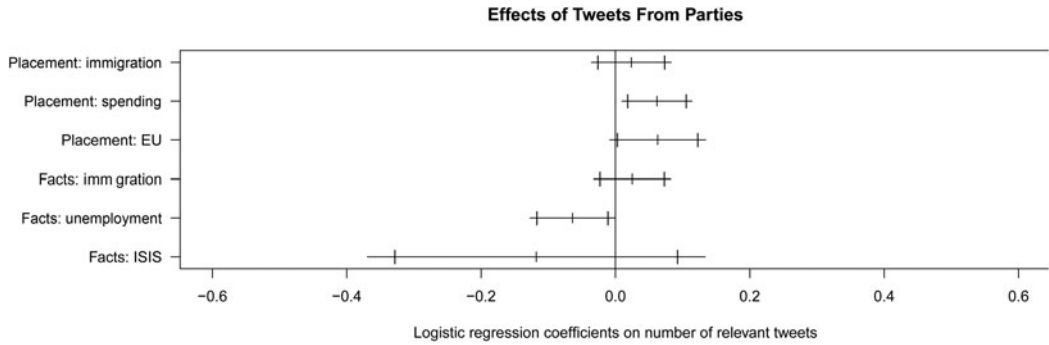 Effects of Tweets From Parties
Placement: immigration
Placement: spending
Placement: EU
Facts: imm gration
Facts: unemployment
Facts: ISIS
−0.6 −0.4 −0.2 0.0 0.2 0.4 0.6
Logistic regression coefficients on number of relevant tweets